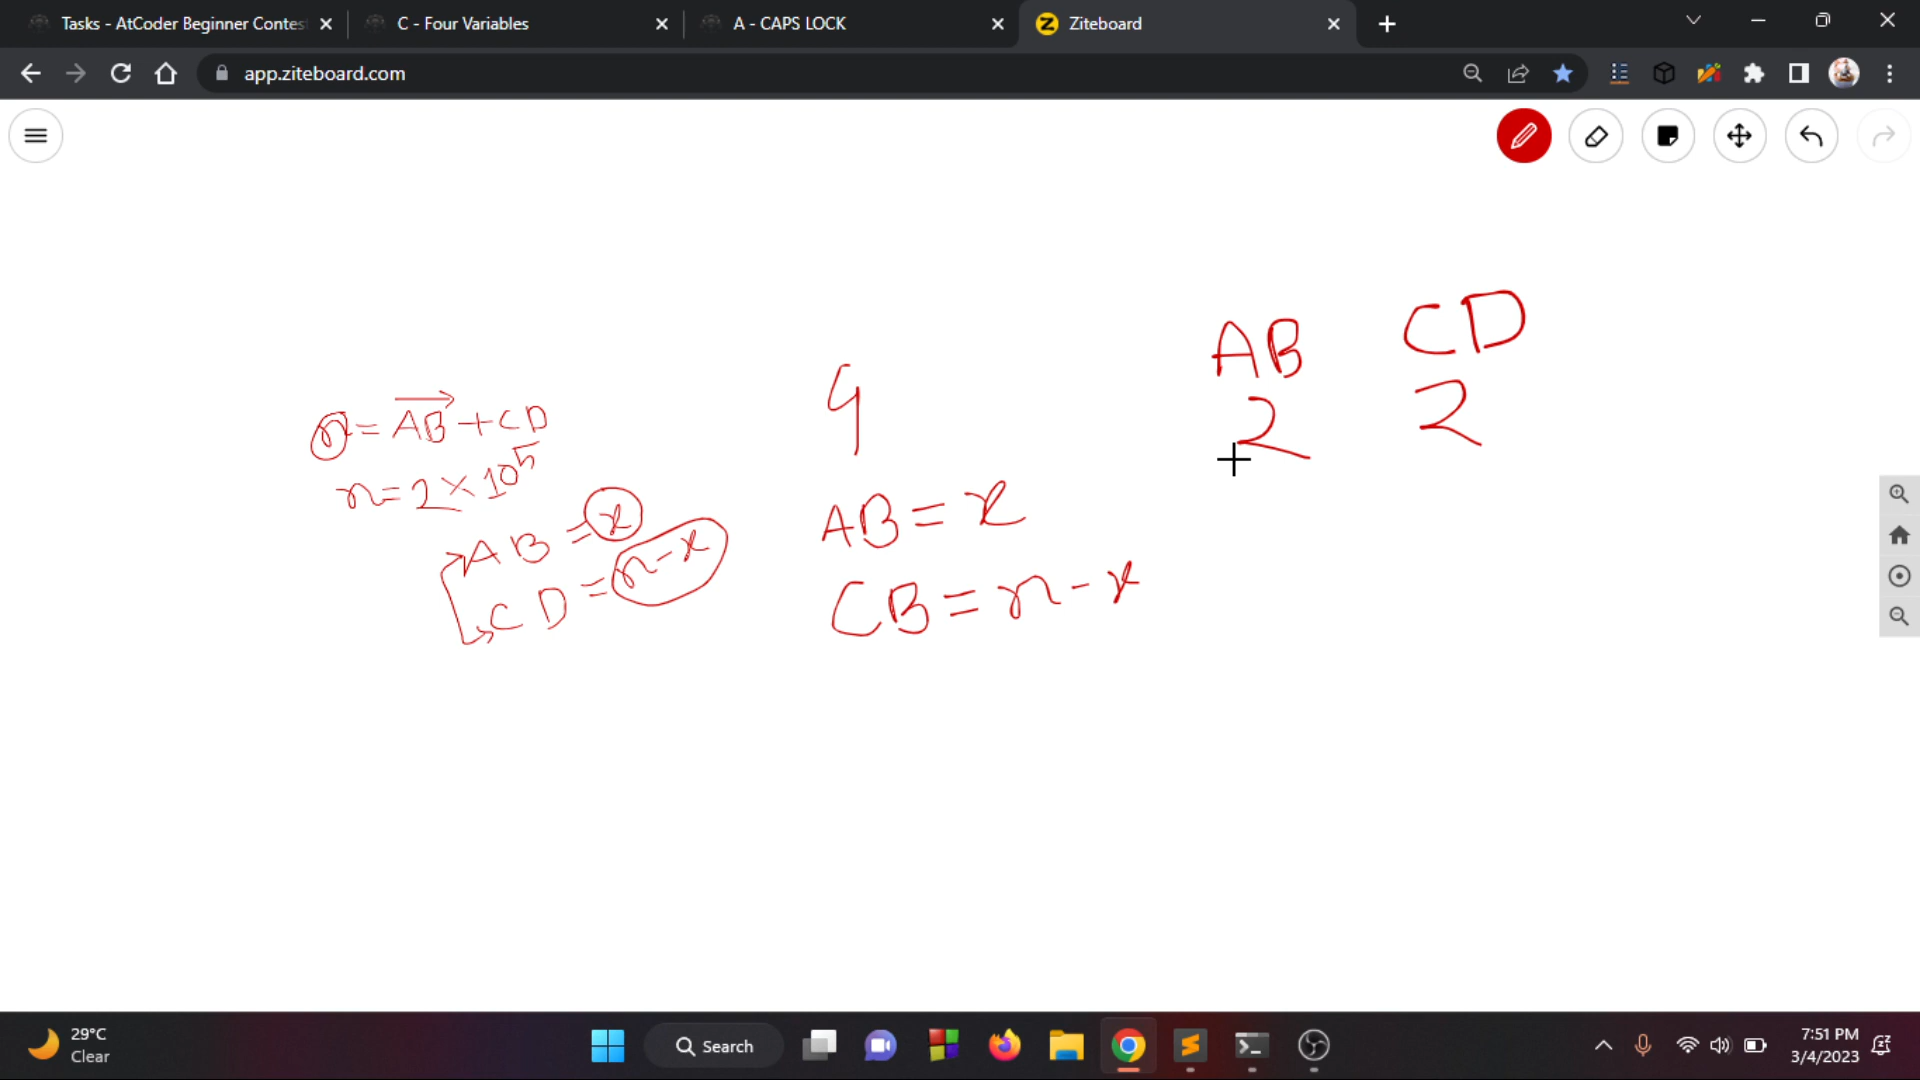 Tasks - AtCoder Beginner Contes
C - Four Variables
A - CAPS LOCK
Ziteboard
app.ziteboard.com
n = AB + CD
n = 2 × 10^5
AB = x
CD = n - x
4
AB = x
CB = n - x
AB CD
2 2
29°C
Clear
Search
7:51 PM
3/4/2023